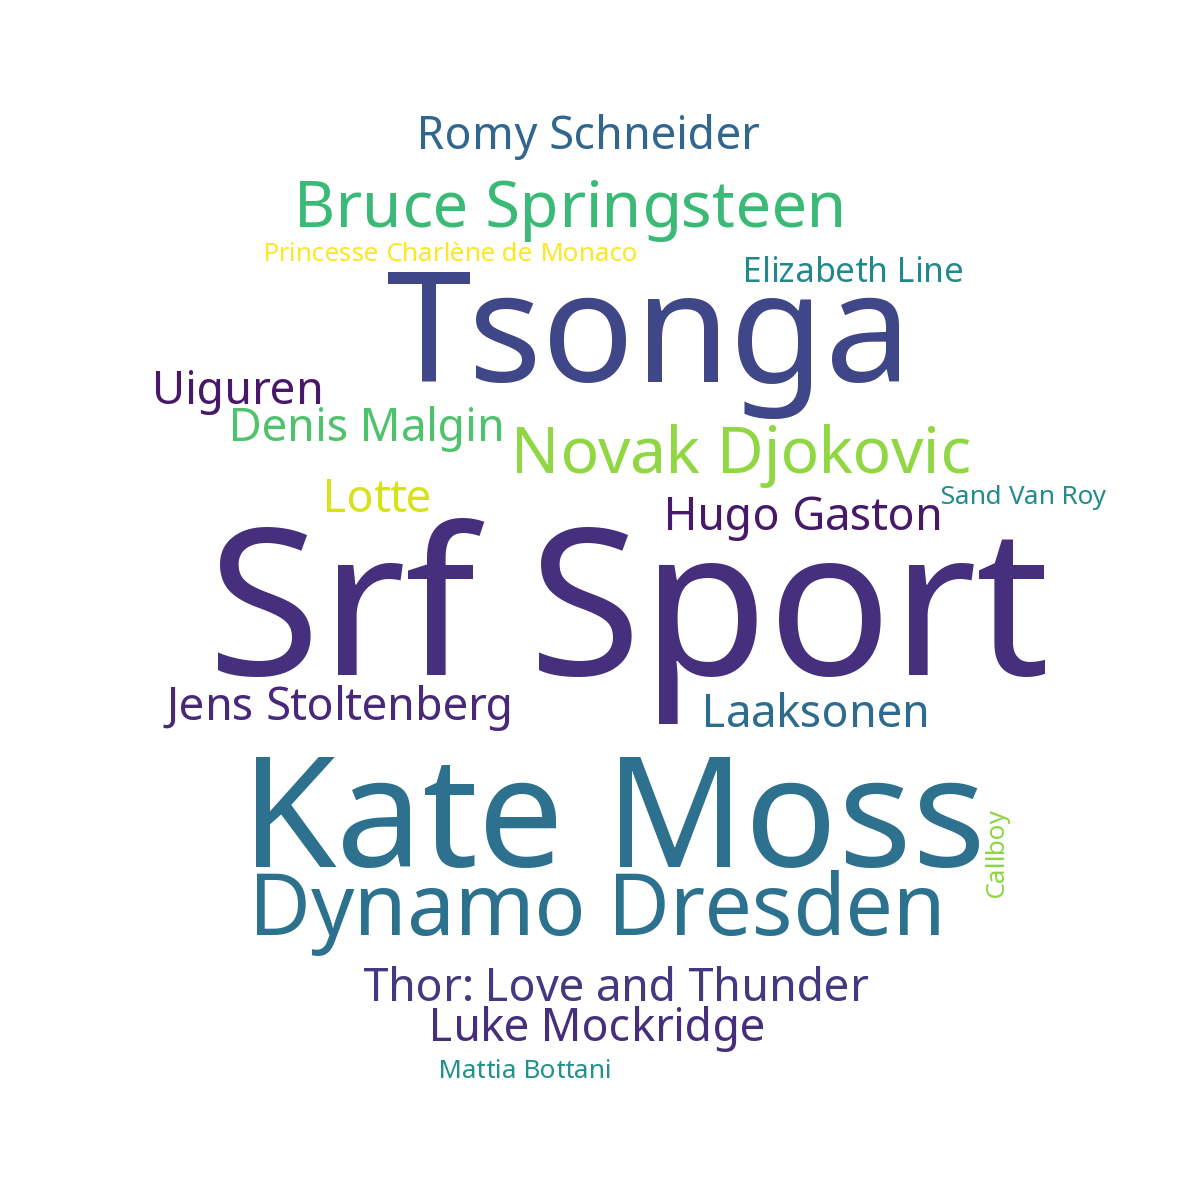 Romy Schneider
Bruce Springsteen
Princesse Charlène de Monaco
Elizabeth Line
Tsonga
Uiguren
Denis Malgin
Novak Djokovic
Lotte
Sand Van Roy
Hugo Gaston
Srf Sport
Jens Stoltenberg
Laaksonen
Kate Moss
Callboy
Dynamo Dresden
Thor: Love and Thunder
Luke Mockridge
Mattia Bottani